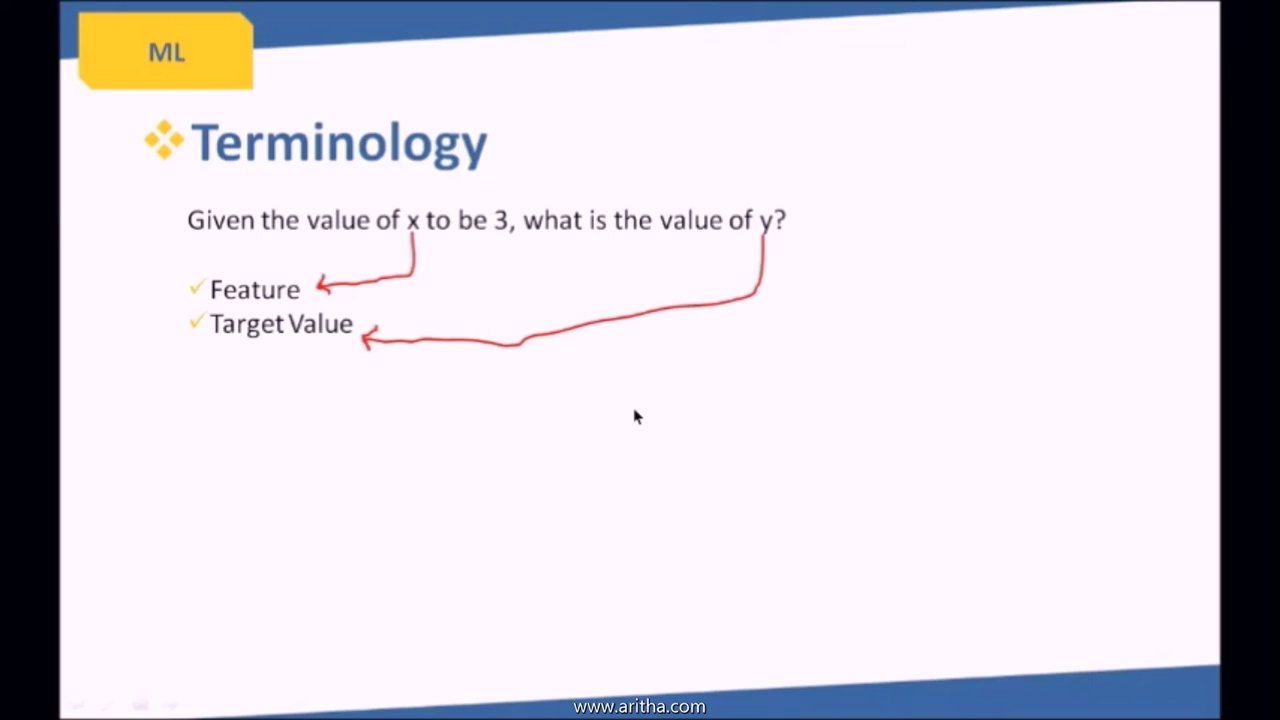 ML
Terminology
Given the value of x to be 3, what is the value of y?
Feature
Target Value
www.aritha.com